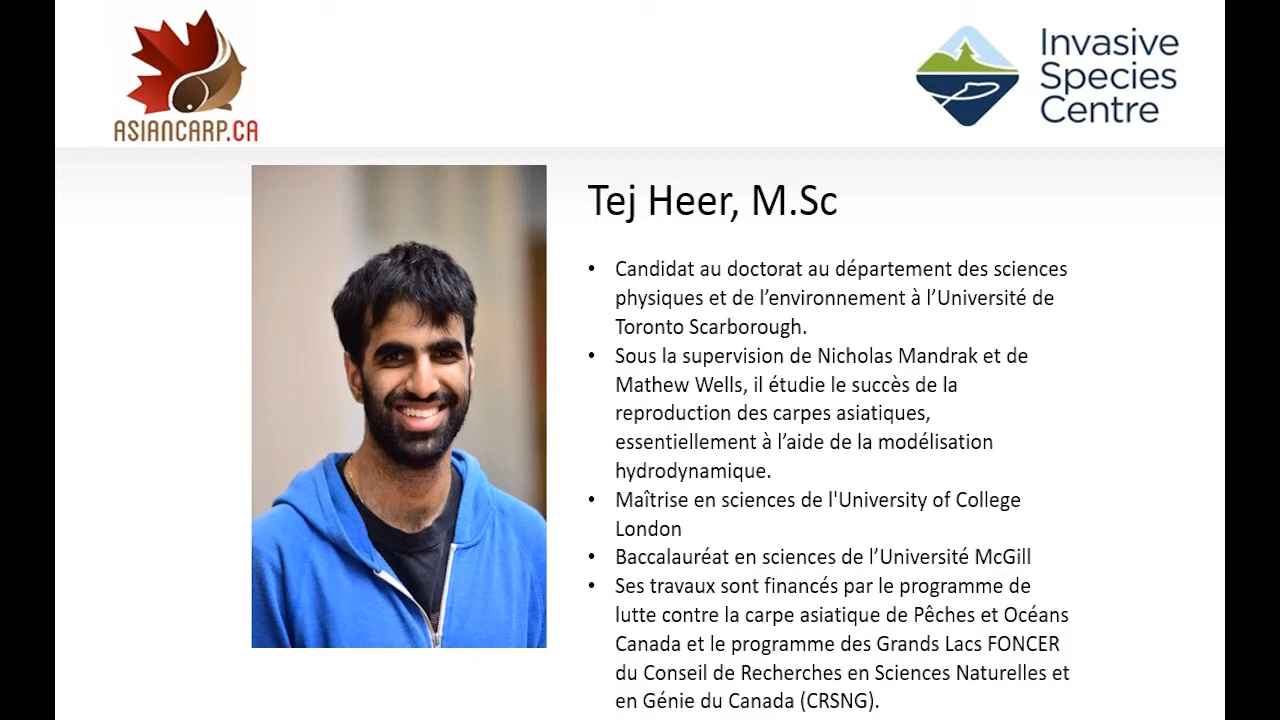 ASIANCARP.CA
Invasive
Species
Centre
Tej Heer, M.Sc
• Candidat au doctorat au département des sciences
physiques et de l’environnement à l’Université de
Toronto Scarborough.
• Sous la supervision de Nicholas Mandrak et de
Mathew Wells, il étudie le succès de la
reproduction des carpes asiatiques,
essentiellement à l’aide de la modélisation
hydrodynamique.
• Maîtrise en sciences de l'University of College
London
• Baccalauréat en sciences de l’Université McGill
• Ses travaux sont financés par le programme de
lutte contre la carpe asiatique de Pêches et Océans
Canada et le programme des Grands Lacs FONCER
du Conseil de Recherches en Sciences Naturelles et
en Génie du Canada (CRSNG).